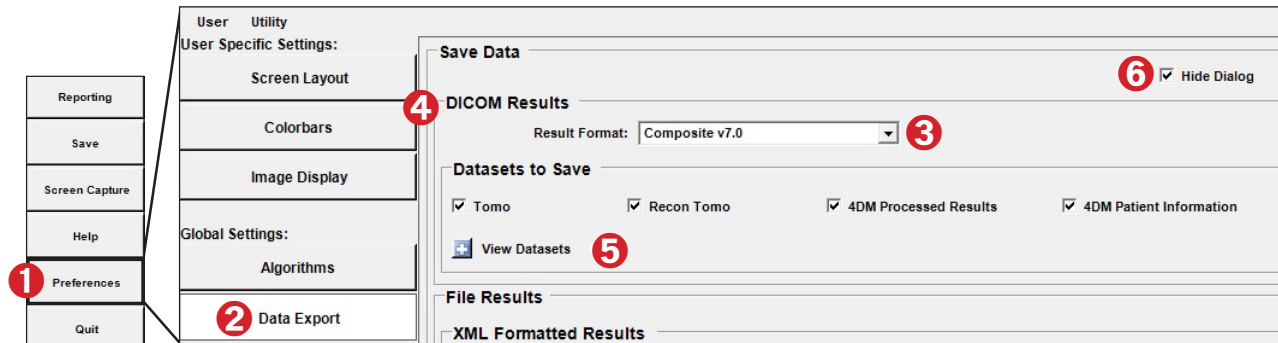 User Utility
User Specific Settings:
Save Data
Screen Layout
6 Hide Dialog
Reporting
4 DICOM Results
Colorbars
Result Format: Composite v7.0 3
Save
Datasets to Save
Image Display
Screen Capture
Tomo Recon Tomo 4DM Processed Results 4DM Patient Information
Help
Global Settings:
View Datasets 5
Algorithms
1 Preferences
File Results
2 Data Export
Quit
XML Formatted Results